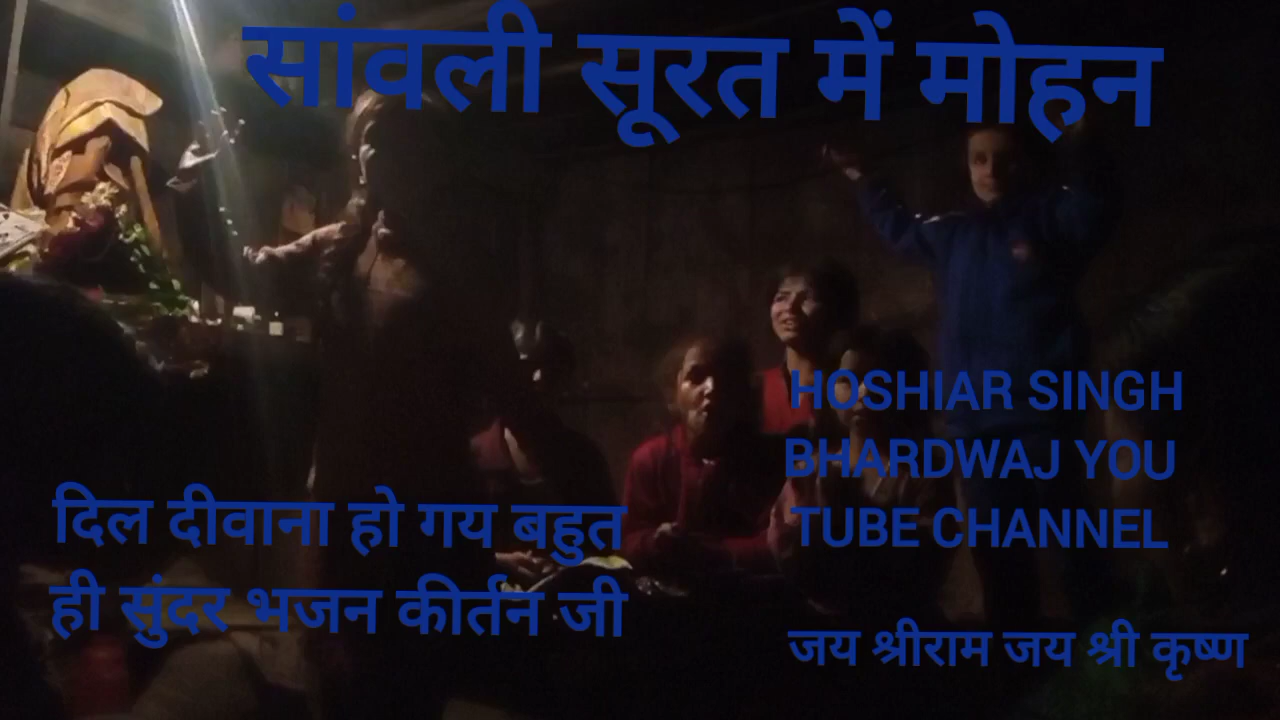 सांवली सूरत में मोहन
HOSHIAR SINGH
BHARDWAJ YOU
TUBE CHANNEL
दिल दीवाना हो गय बहुत
ही सुंदर भजन कीर्तन जी
जय श्रीराम जय श्री कृष्ण